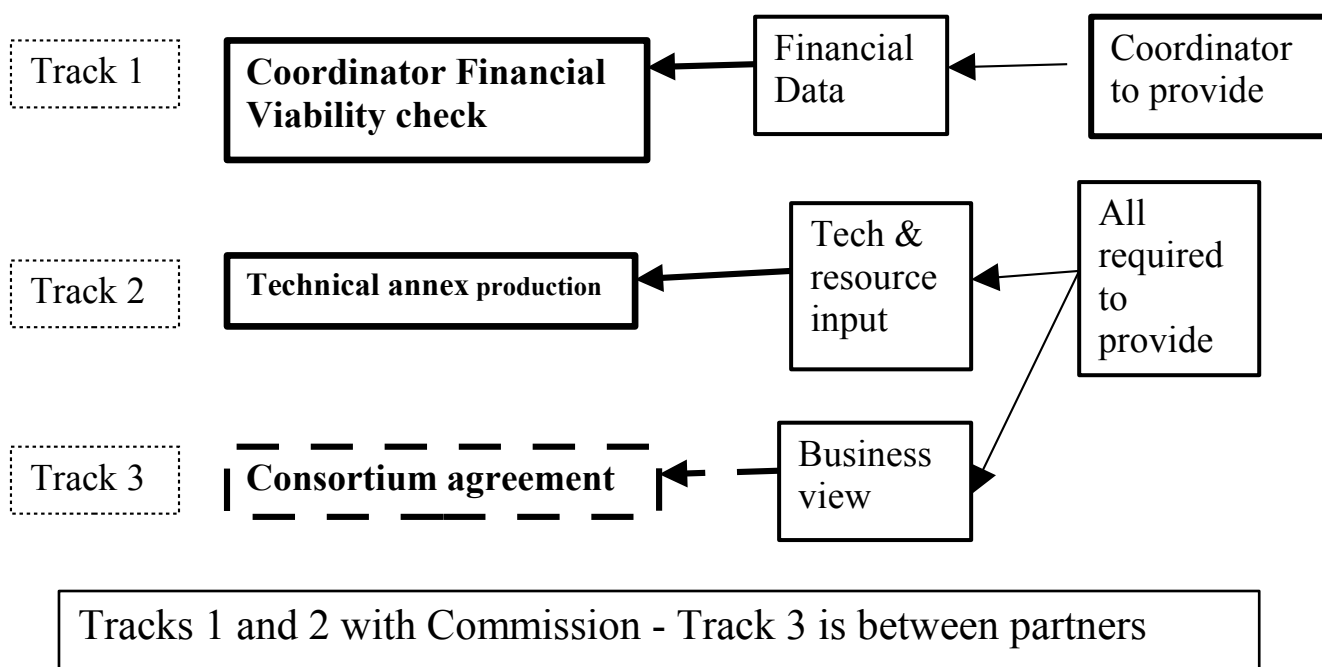 Track 1
Coordinator Financial
Viability check
Financial
Data
Coordinator
to provide
Track 2
Technical annex production
Tech &
resource
input
All
required
to
provide
Track 3
Consortium agreement
Business
view
Tracks 1 and 2 with Commission - Track 3 is between partners